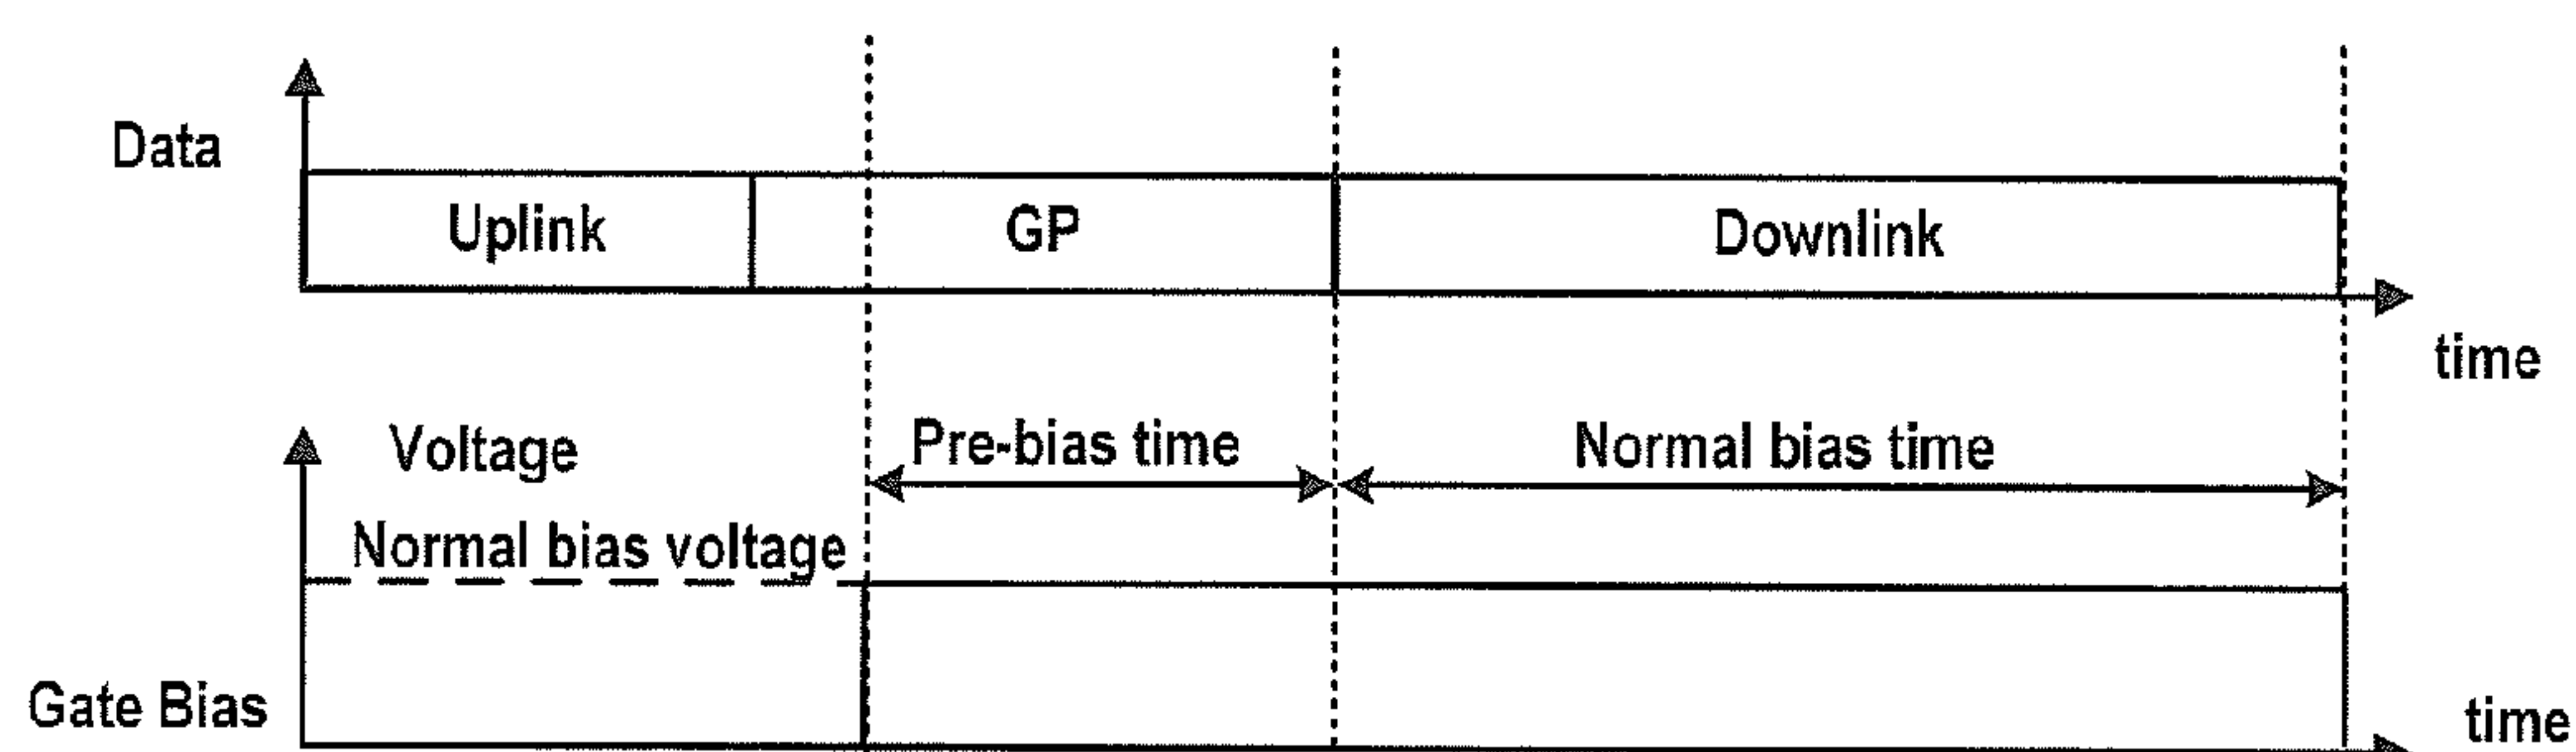 Data
Uplink
GP
Downlink
time
Voltage
Pre-bias time
Normal bias time
Normal bias voltage
Gate Bias
time